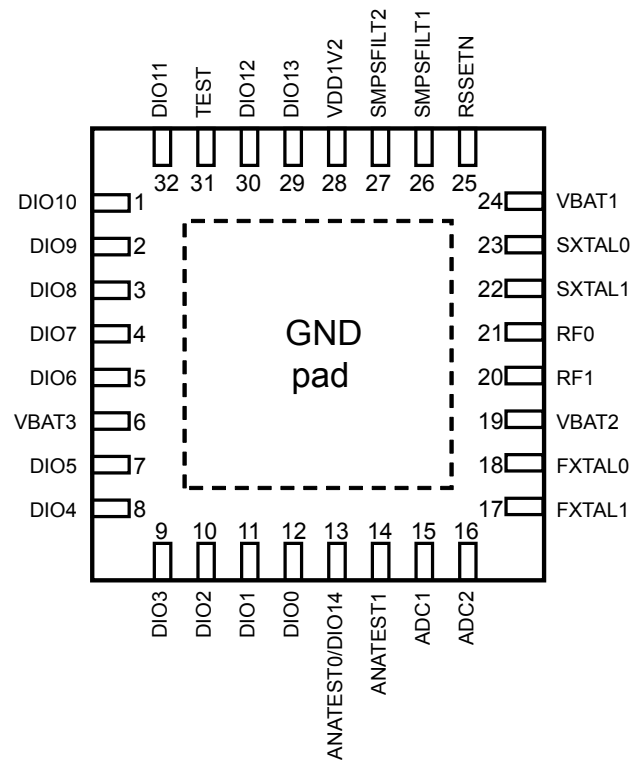 DIO11
TEST
DIO12
DIO13
VDD1V2
SMPSFILT2
SMPSFILT1
RSSETN
32
31
30
29
28
27
26
25
DIO10 1
DIO9 2
DIO8 3
DIO7 4
DIO6 5
VBAT3 6
DIO5 7
DIO4 8
GND
pad
24 VBAT1
23 SXTAL0
22 SXTAL1
21 RF0
20 RF1
19 VBAT2
18 FXTAL0
17 FXTAL1
9
10
11
12
13
14
15
16
DIO3
DIO2
DIO1
DIO0
ANATEST0/DIO14
ANATEST1
ADC1
ADC2